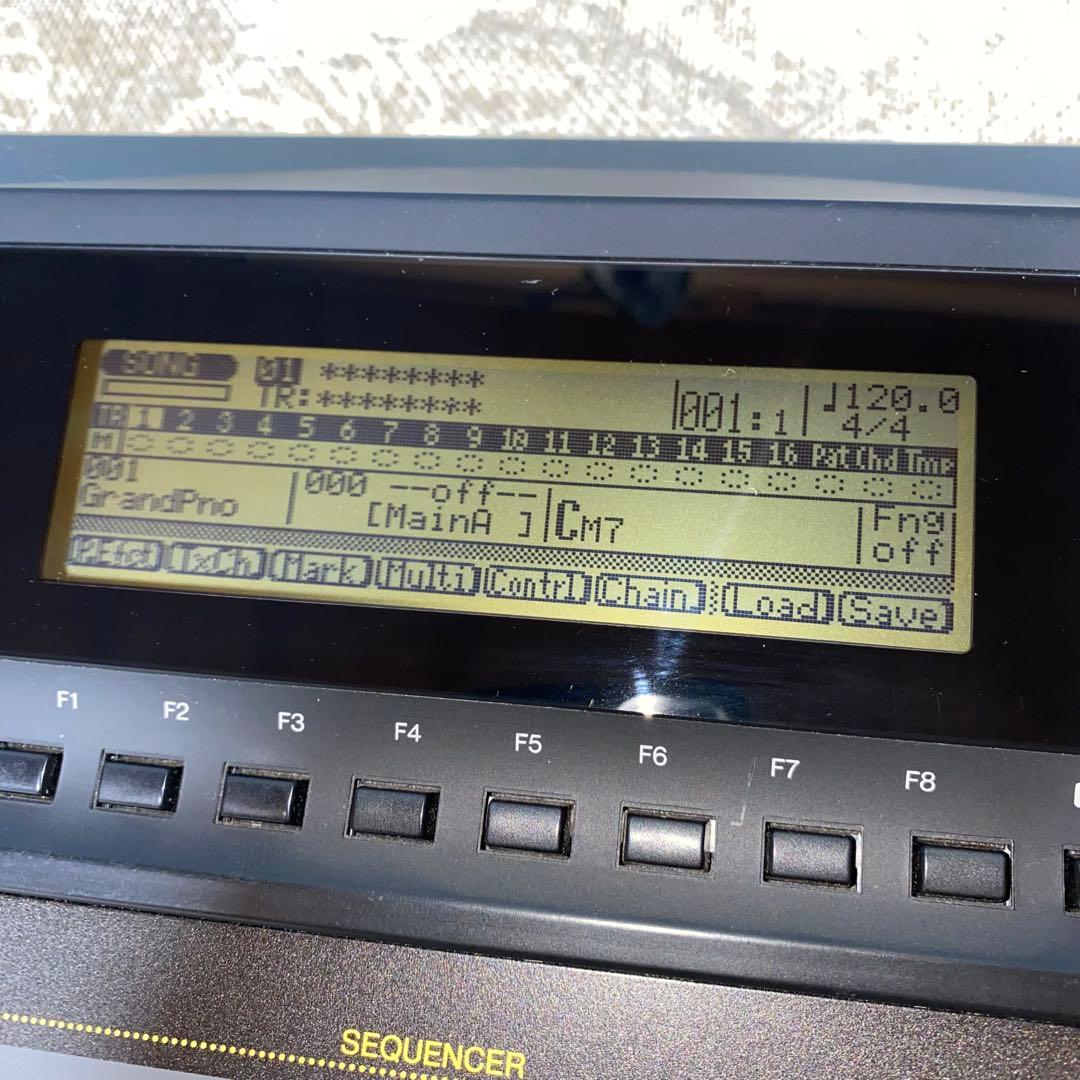 SONG 01 ********
TR:******** 001:1 ♩120.0
4/4
TR 1 2 3 4 5 6 7 8 9 10 11 12 13 14 15 16 Pat Chd Tmp
M
001 000 --off-- Fng
GrandPno [MainA ] CM7 off
TxCh Mark Multi Contrl Chain Load Save
F1 F2 F3 F4 F5 F6 F7 F8
SEQUENCER